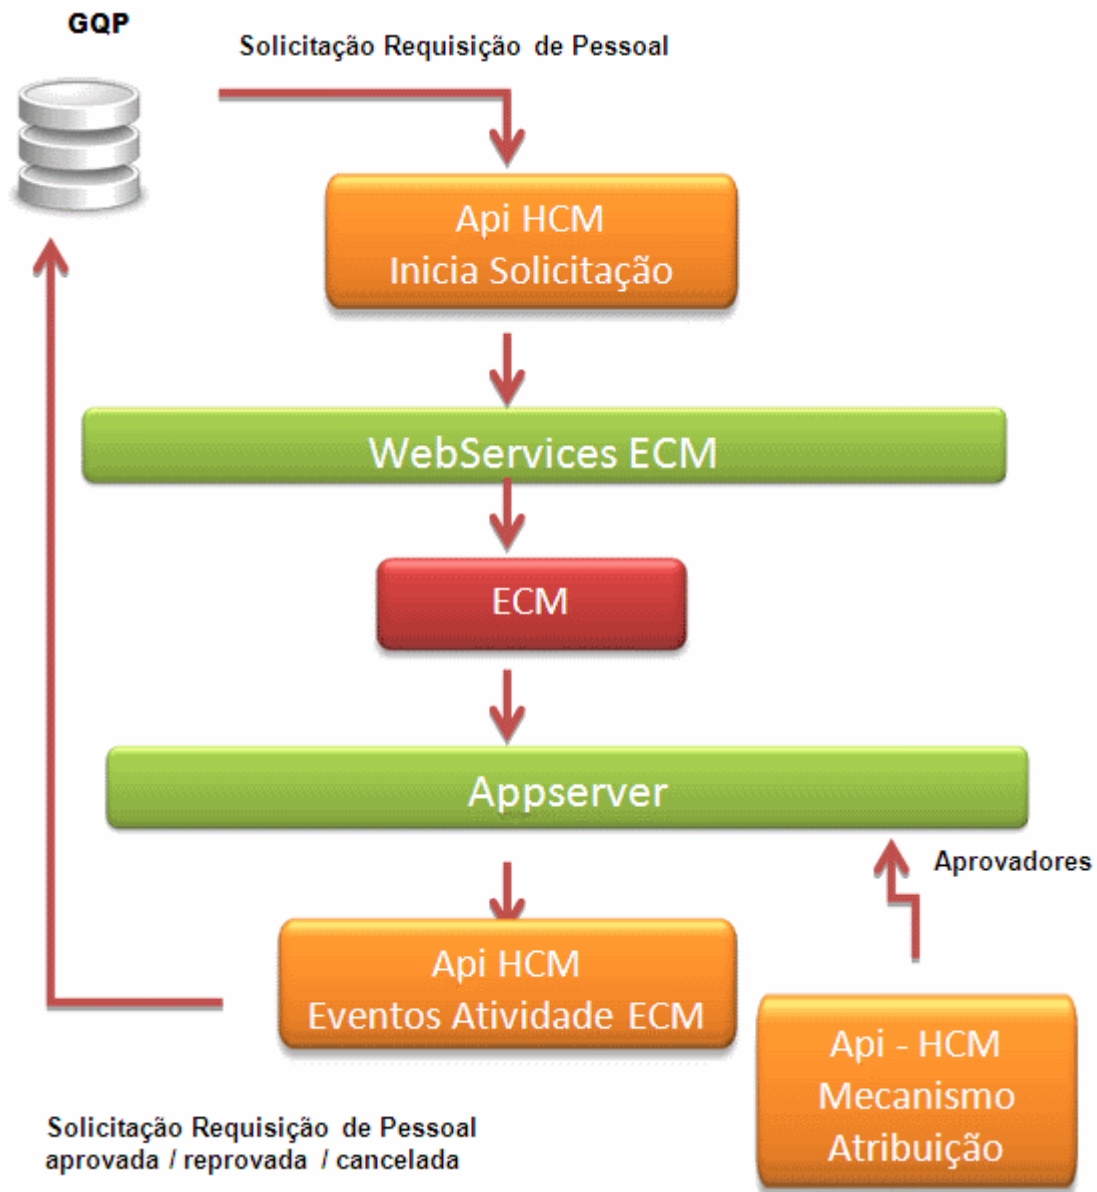 GQP
Solicitação Requisição de Pessoal
Api HCM
Inicia Solicitação
WebServices ECM
ECM
Appserver
Aprovadores
Api HCM
Eventos Atividade ECM
Api - HCM
Mecanismo
Atribuição
Solicitação Requisição de Pessoal
aprovada / reprovada / cancelada